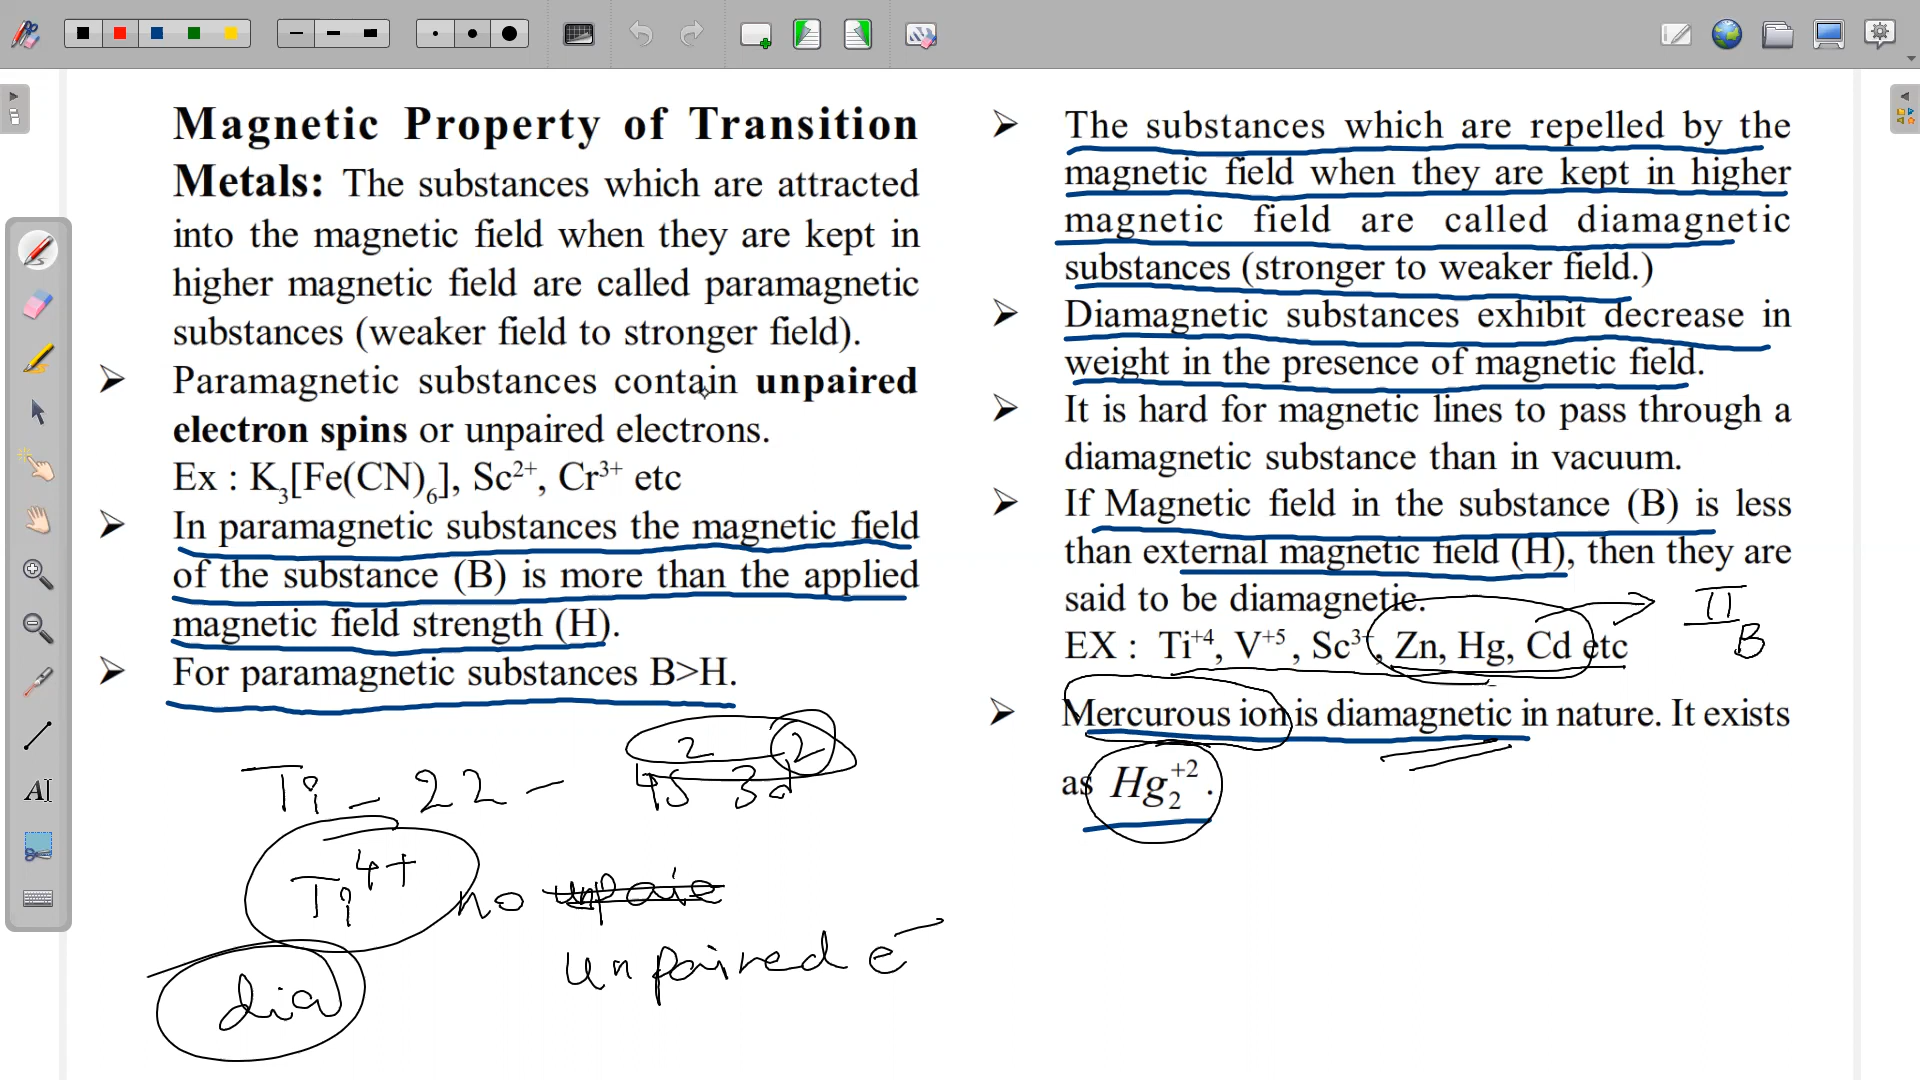 Magnetic Property of Transition
Metals: The substances which are attracted
into the magnetic field when they are kept in
higher magnetic field are called paramagnetic
substances (weaker field to stronger field).
➢ Paramagnetic substances contain unpaired
electron spins or unpaired electrons.
Ex : K₃[Fe(CN)₆], Sc²⁺, Cr³⁺ etc
➢ In paramagnetic substances the magnetic field
of the substance (B) is more than the applied
magnetic field strength (H).
➢ For paramagnetic substances B>H.
Ti - 22 - 4s² 3d²
Ti⁴⁺ no unpaie
unpaired e⁻
dia
➢ The substances which are repelled by the
magnetic field when they are kept in higher
magnetic field are called diamagnetic
substances (stronger to weaker field.)
➢ Diamagnetic substances exhibit decrease in
weight in the presence of magnetic field.
➢ It is hard for magnetic lines to pass through a
diamagnetic substance than in vacuum.
➢ If Magnetic field in the substance (B) is less
than external magnetic field (H), then they are
said to be diamagnetic.
EX : Ti⁺⁴, V⁺⁵, Sc³⁺, Zn, Hg, Cd etc
II B
➢ Mercurous ion is diamagnetic in nature. It exists
as Hg₂⁺².